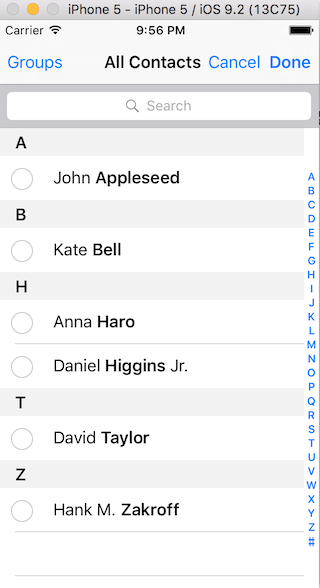 iPhone 5 - iPhone 5 / iOS 9.2 (13C75)
Carrier 9:56 PM
Groups All Contacts Cancel Done
Search
A
John Appleseed
B
Kate Bell
H
Anna Haro
Daniel Higgins Jr.
T
David Taylor
Z
Hank M. Zakroff
A
B
C
D
E
F
G
H
I
J
K
L
M
N
O
P
Q
R
S
T
U
V
W
X
Y
Z
#